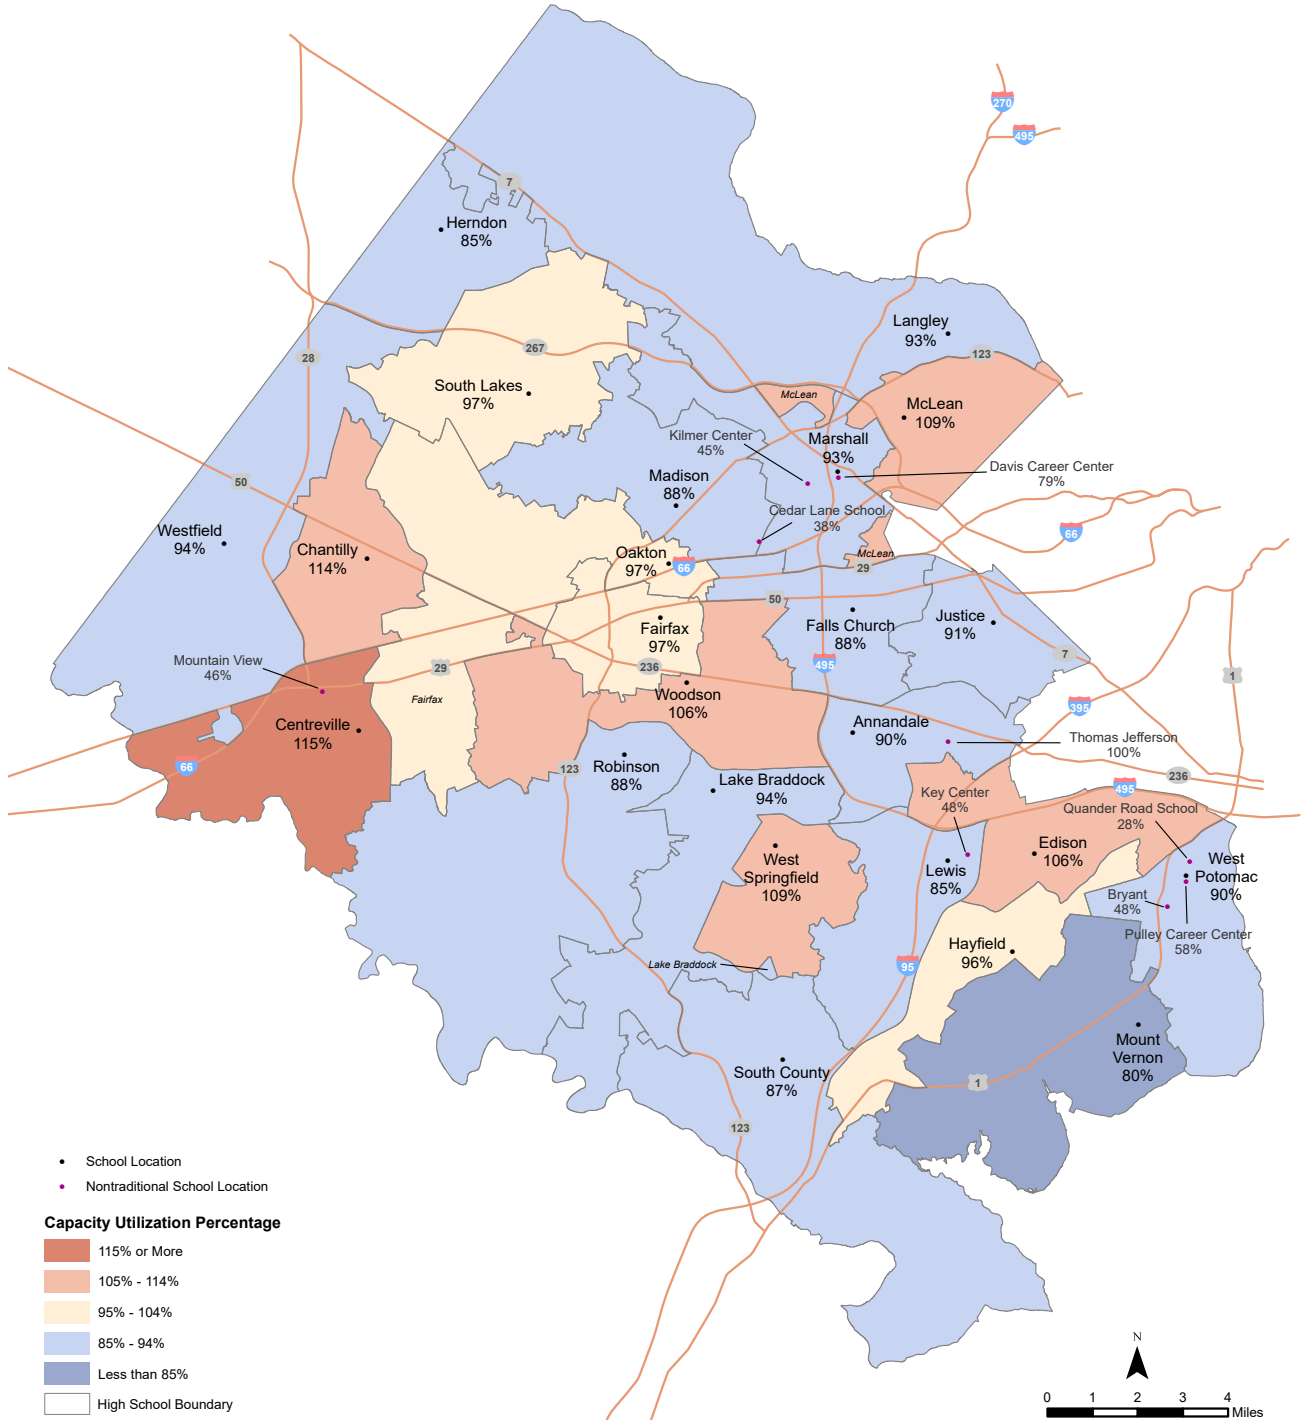 270
495
7
Herndon
85%
Langley
93%
123
28
267
South Lakes
97%
McLean
McLean
109%
Kilmer Center
45%
Marshall
93%
Davis Career Center
79%
50
Madison
88%
Cedar Lane School
38%
Westfield
94%
Chantilly
114%
Oakton
97%
66
McLean
29
66
50
Fairfax
97%
Falls Church
88%
Justice
91%
Mountain View
46%
29
236
495
7
1
Fairfax
Woodson
106%
395
Centreville
115%
Annandale
90%
Thomas Jefferson
100%
66
123
Robinson
88%
Lake Braddock
94%
236
495
Key Center
48%
Quander Road School
28%
West
Springfield
109%
Edison
106%
Lewis
85%
West
Potomac
90%
Bryant
48%
Pulley Career Center
58%
Hayfield
96%
Lake Braddock
95
Mount
Vernon
80%
South County
87%
1
123
School Location
Nontraditional School Location
Capacity Utilization Percentage
115% or More
105% - 114%
95% - 104%
85% - 94%
Less than 85%
High School Boundary
N
0 1 2 3 4
Miles